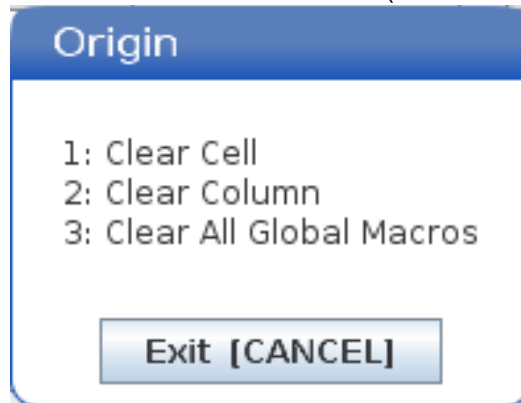 Origin
1: Clear Cell
2: Clear Column
3: Clear All Global Macros
Exit [CANCEL]